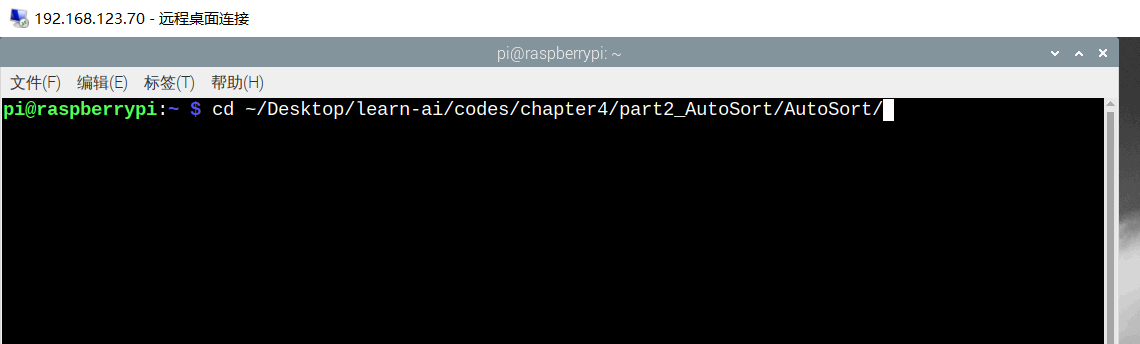 192.168.123.70 - 远程桌面连接
pi@raspberrypi: ~
文件(F) 编辑(E) 标签(T) 帮助(H)
pi@raspberrypi:~ $ cd ~/Desktop/learn-ai/codes/chapter4/part2_AutoSort/AutoSort/